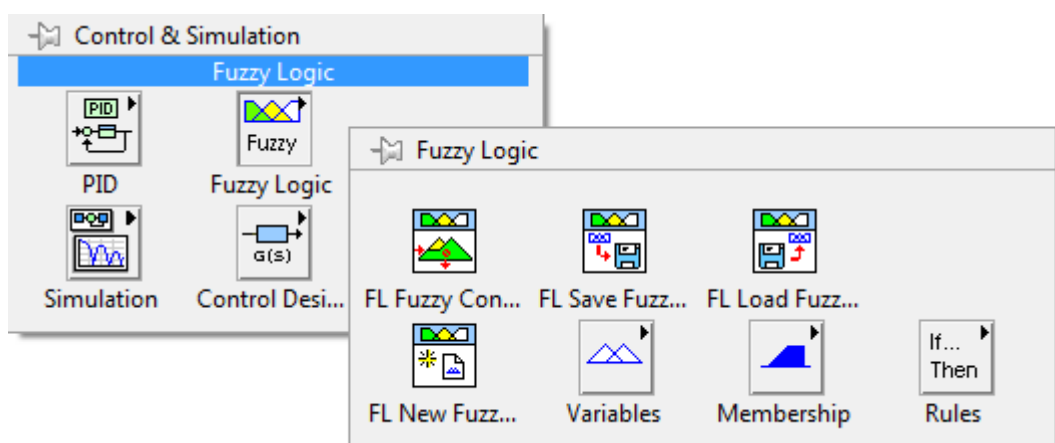 Control & Simulation
Fuzzy Logic
PID
Fuzzy
PID
Fuzzy Logic
G(s)
Simulation
Control Desi...
Fuzzy Logic
FL Fuzzy Con...
FL Save Fuzz...
FL Load Fuzz...
If...
Then
FL New Fuzz...
Variables
Membership
Rules